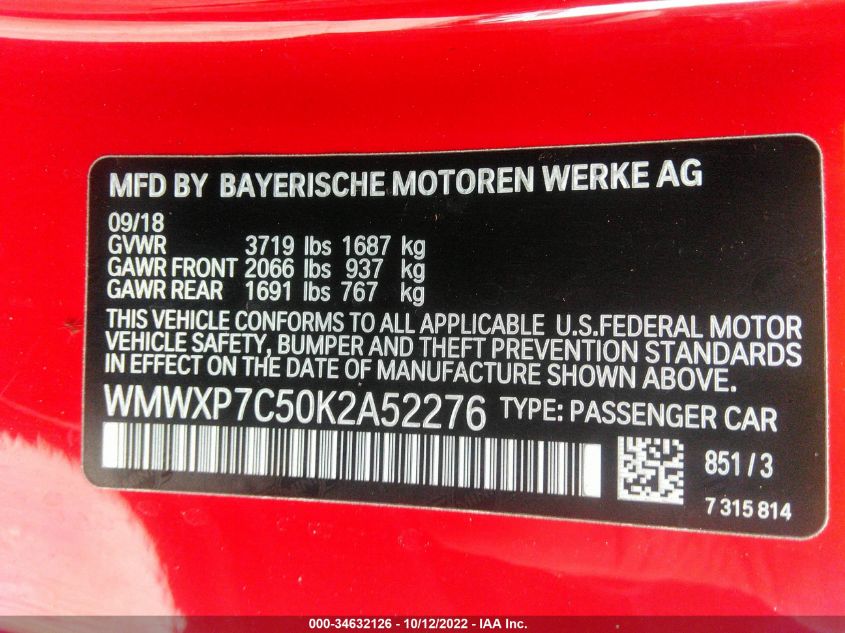 MFD BY BAYERISCHE MOTOREN WERKE AG
09/18
GVWR 3719 lbs 1687 kg
GAWR FRONT 2066 lbs 937 kg
GAWR REAR 1691 lbs 767 kg
THIS VEHICLE CONFORMS TO ALL APPLICABLE U.S.FEDERAL MOTOR
VEHICLE SAFETY, BUMPER AND THEFT PREVENTION STANDARDS
IN EFFECT ON THE DATE OF MANUFACTURE SHOWN ABOVE.
WMWXP7C50K2A52276 TYPE: PASSENGER CAR
851/3
7 315 814
000-34632126 - 10/12/2022 - IAA Inc.